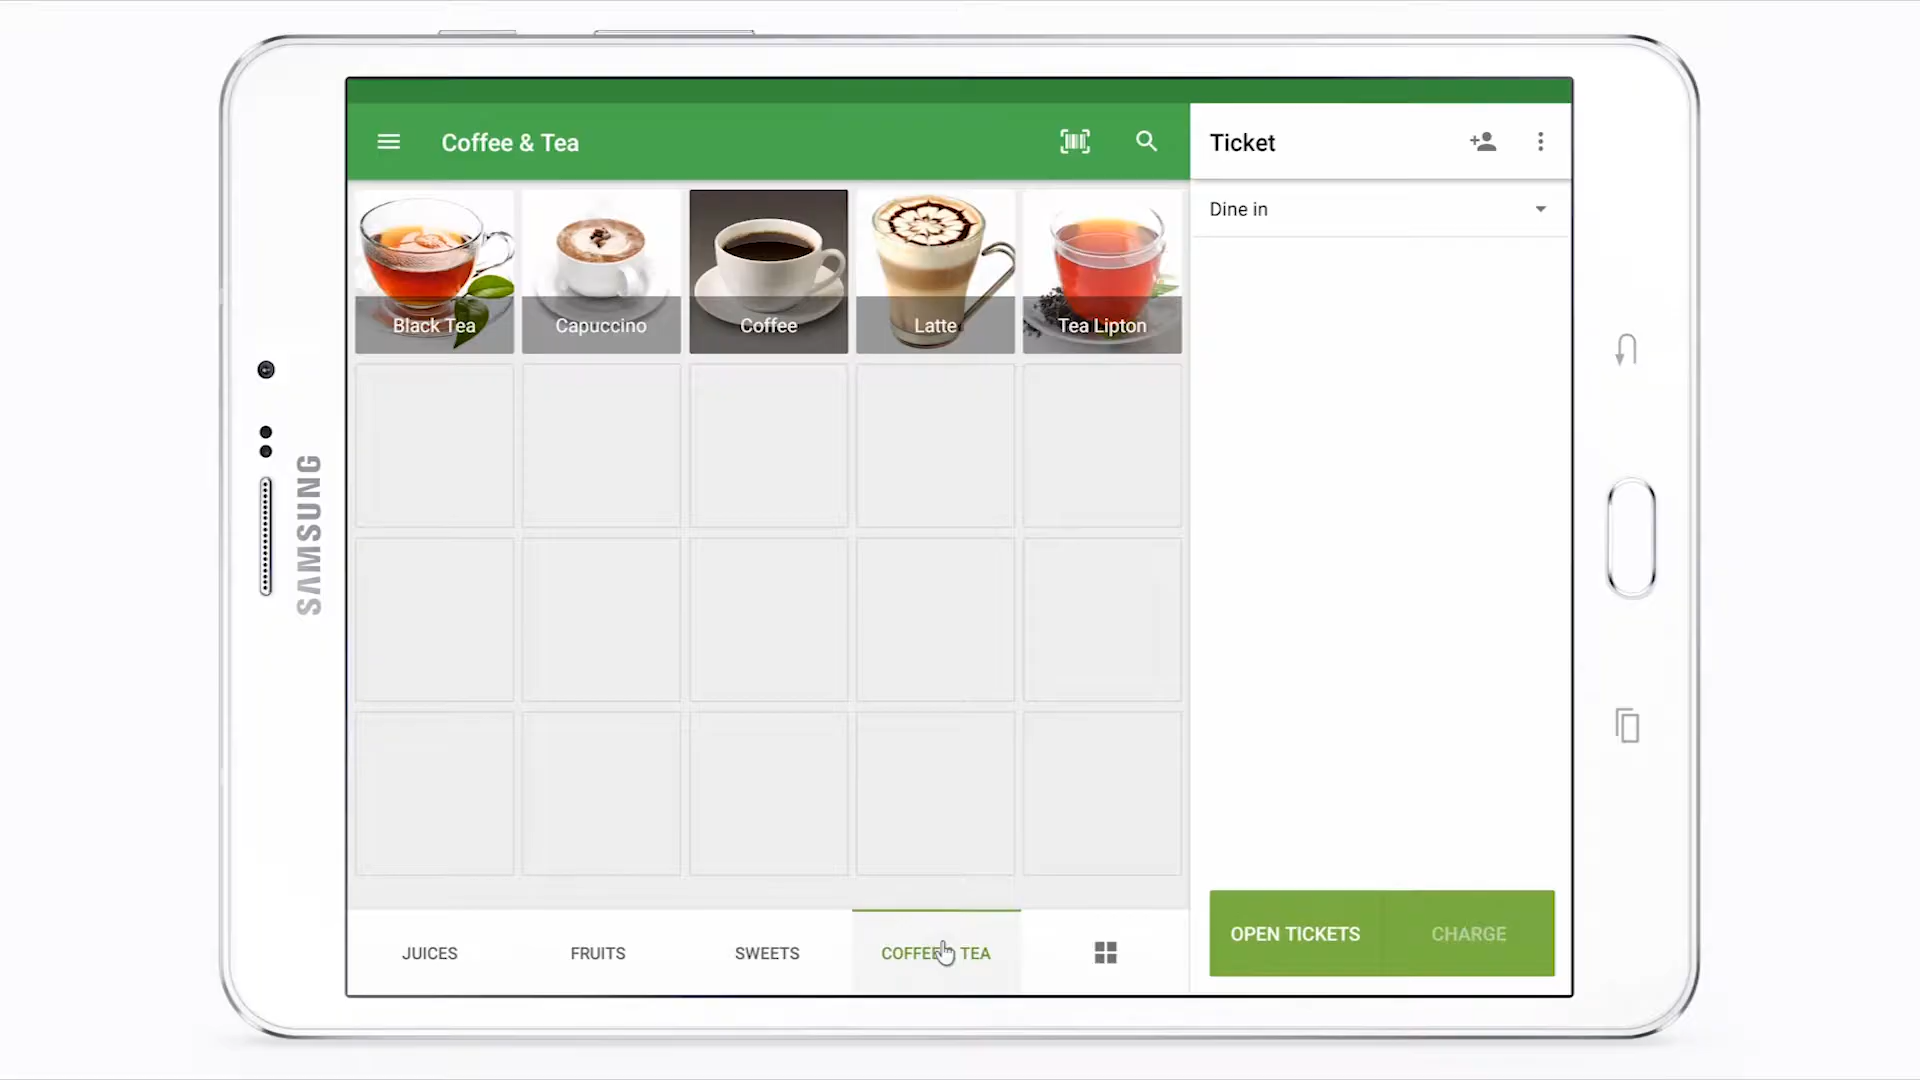 SAMSUNG
Coffee & Tea
Ticket
Dine in
Black Tea
Capuccino
Coffee
Latte
Tea Lipton
JUICES
FRUITS
SWEETS
COFFEE TEA
OPEN TICKETS
CHARGE